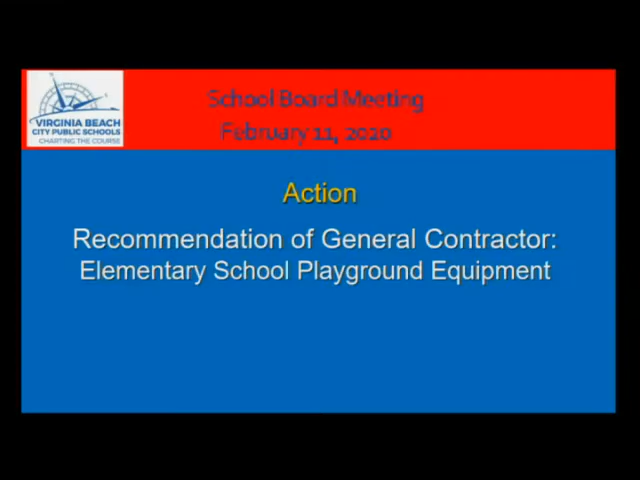 VIRGINIA BEACH
CITY PUBLIC SCHOOLS
CHARTING THE COURSE
School Board Meeting
February 11, 2020
Action
Recommendation of General Contractor:
Elementary School Playground Equipment